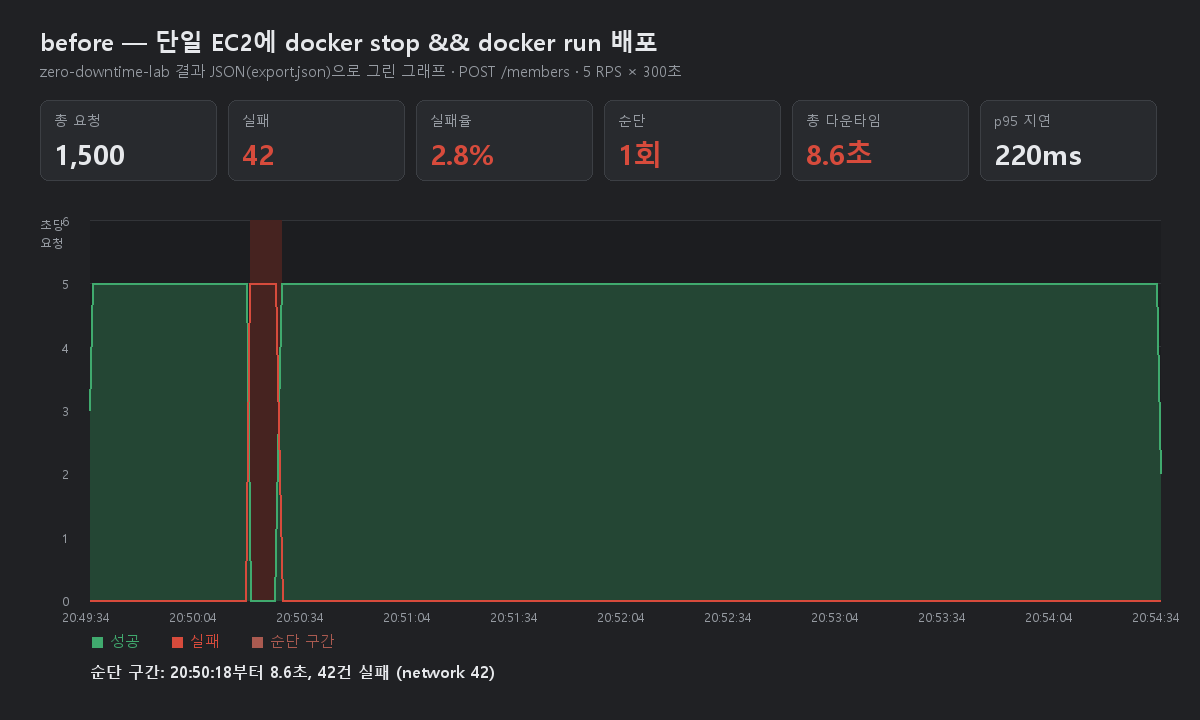 before — 단일 EC2에 docker stop && docker run 배포
zero-downtime-lab 결과 JSON(export.json)으로 그린 그래프 · POST /members · 5 RPS × 300초
총 요청
1,500
실패
42
실패율
2.8%
순단
1회
총 다운타임
8.6초
p95 지연
220ms
초당
요청
6
5
4
3
2
1
0
20:49:34 20:50:04 20:50:34 20:51:04 20:51:34 20:52:04 20:52:34 20:53:04 20:53:34 20:54:04 20:54:34
성공 실패 순단 구간
순단 구간: 20:50:18부터 8.6초, 42건 실패 (network 42)